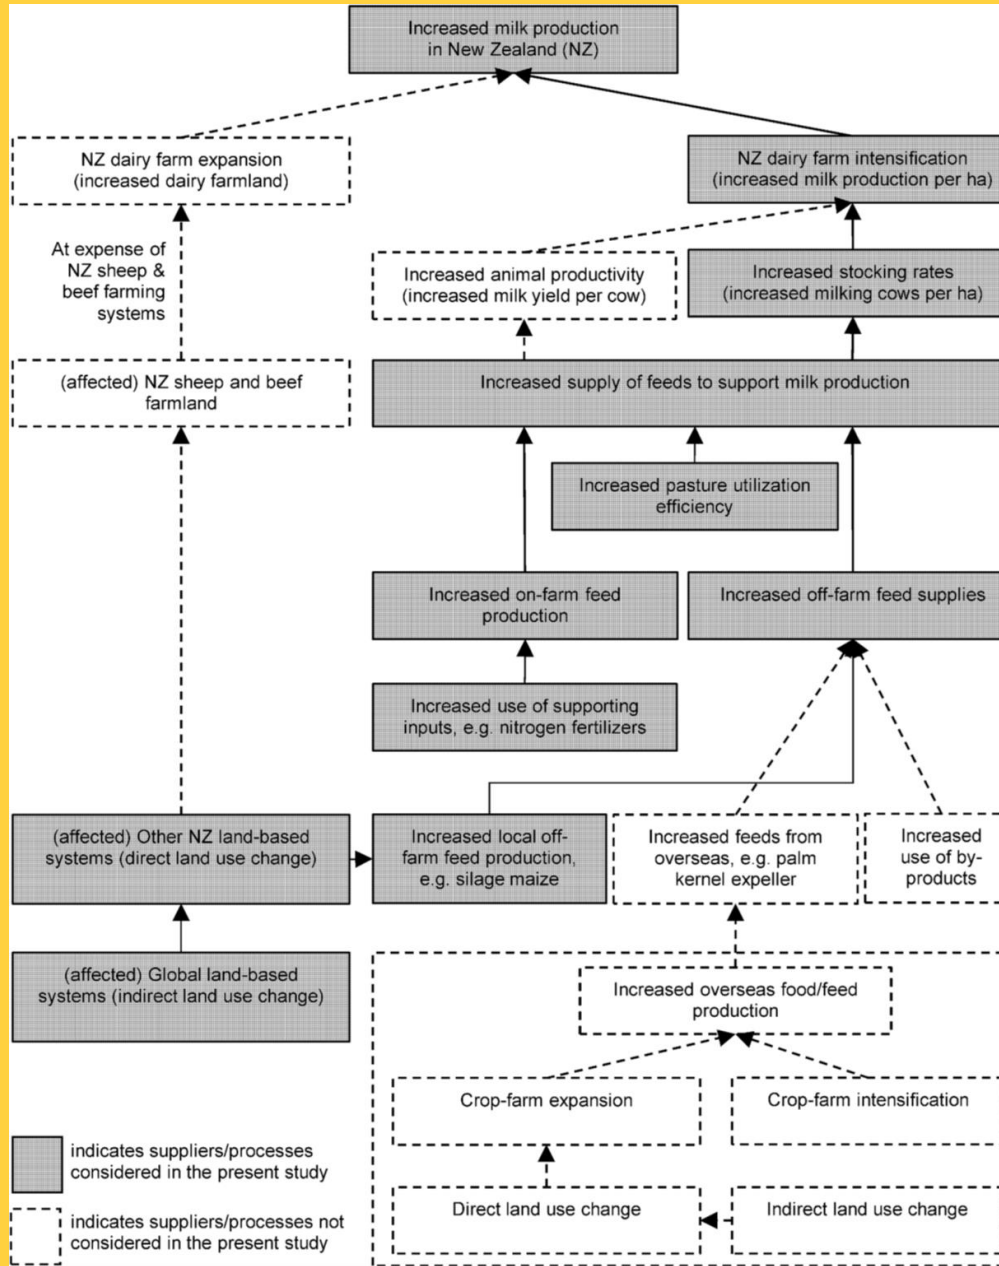 Increased milk production
in New Zealand (NZ)
NZ dairy farm expansion
(increased dairy farmland)
NZ dairy farm intensification
(increased milk production per ha)
At expense of
NZ sheep &
beef farming
systems
Increased animal productivity
(increased milk yield per cow)
Increased stocking rates
(increased milking cows per ha)
(affected) NZ sheep and beef
farmland
Increased supply of feeds to support milk production
Increased pasture utilization
efficiency
Increased on-farm feed
production
Increased off-farm feed supplies
Increased use of supporting
inputs, e.g. nitrogen fertilizers
(affected) Other NZ land-based
systems (direct land use change)
Increased local off-
farm feed production,
e.g. silage maize
Increased feeds from
overseas, e.g. palm
kernel expeller
Increased
use of by-
products
(affected) Global land-based
systems (indirect land use change)
Increased overseas food/feed
production
Crop-farm expansion
Crop-farm intensification
Direct land use change
Indirect land use change
indicates suppliers/processes
considered in the present study
indicates suppliers/processes not
considered in the present study